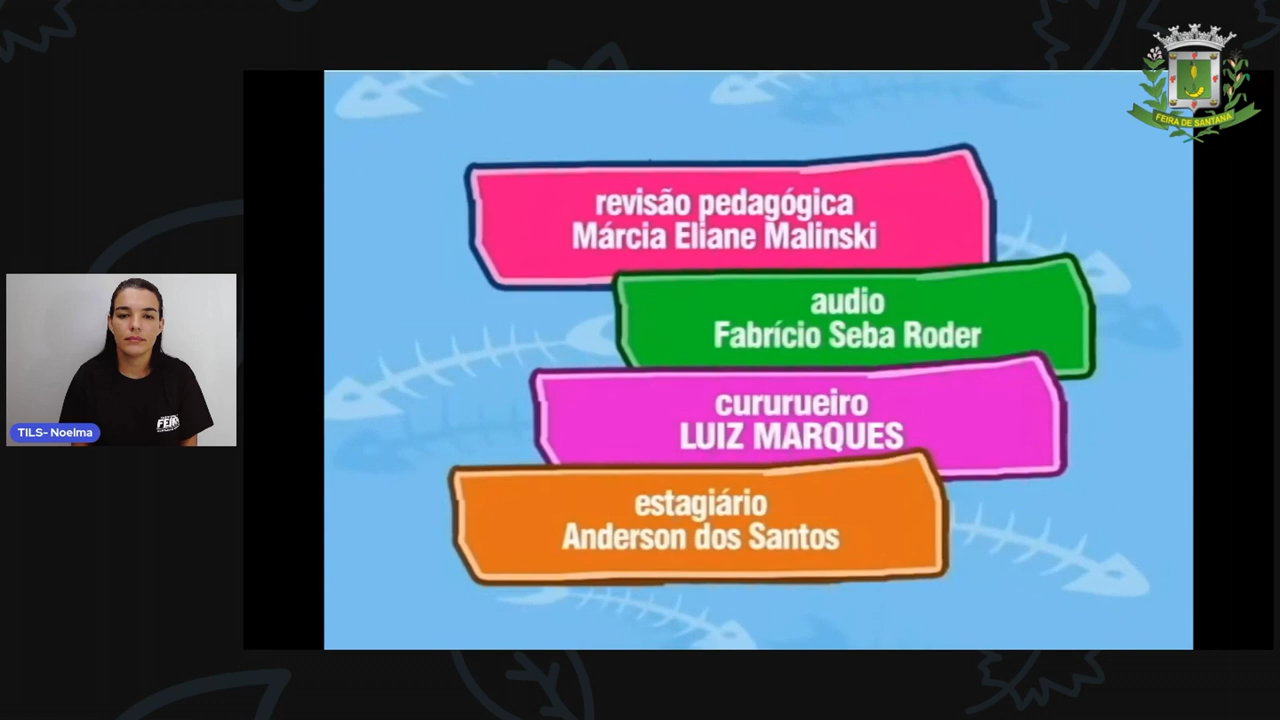 FEIRA DE SANTANA
revisão pedagógica
Márcia Eliane Malinski
audio
Fabrício Seba Roder
cururueiro
LUIZ MARQUES
estagiário
Anderson dos Santos
FEIRA
TILS- Noelma